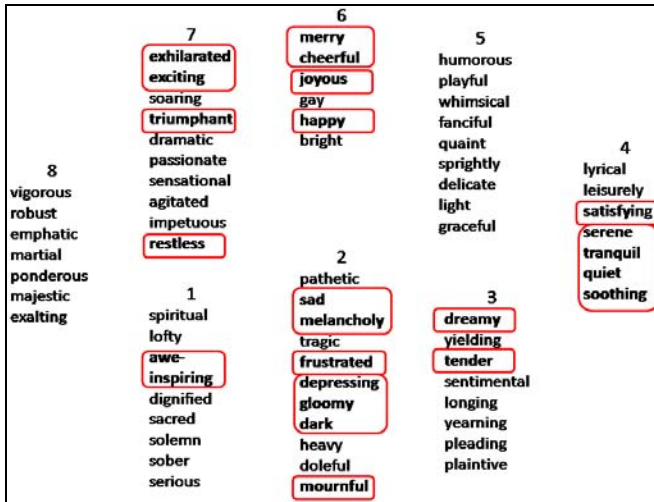 6
merry
cheerful
joyous
gay
happy
bright
7
exhilarated
exciting
soaring
triumphant
dramatic
passionate
sensational
agitated
impetuous
restless
5
humorous
playful
whimsical
fanciful
quaint
sprightly
delicate
light
graceful
8
vigorous
robust
emphatic
martial
ponderous
majestic
exalting
4
lyrical
leisurely
satisfying
serene
tranquil
quiet
soothing
1
spiritual
lofty
awe-
inspiring
dignified
sacred
solemn
sober
serious
2
pathetic
sad
melancholy
tragic
frustrated
depressing
gloomy
dark
heavy
doleful
mournful
3
dreamy
yielding
tender
sentimental
longing
yearning
pleading
plaintive